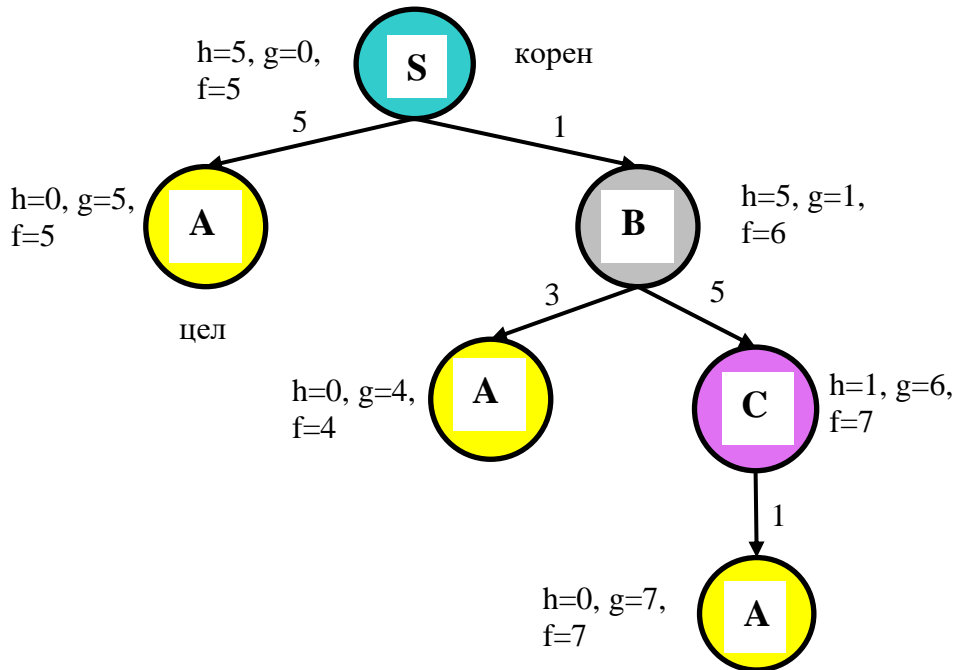 h=5, g=0,
f=5
S
корен
5
1
h=0, g=5,
f=5
A
B
h=5, g=1,
f=6
цел
3
5
h=0, g=4,
f=4
A
C
h=1, g=6,
f=7
1
h=0, g=7,
f=7
A